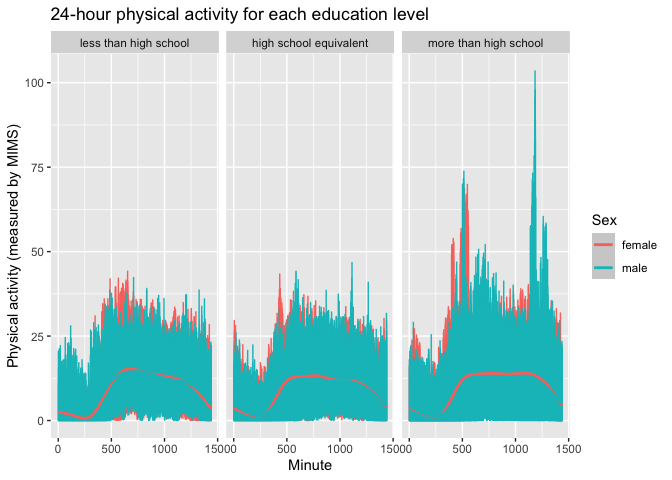 24-hour physical activity for each education level
less than high school
high school equivalent
more than high school
Physical activity (measured by MIMS)
100
75
50
25
0
0 500 1000 1500
0 500 1000 1500
0 500 1000 1500
Minute
Sex
female
male